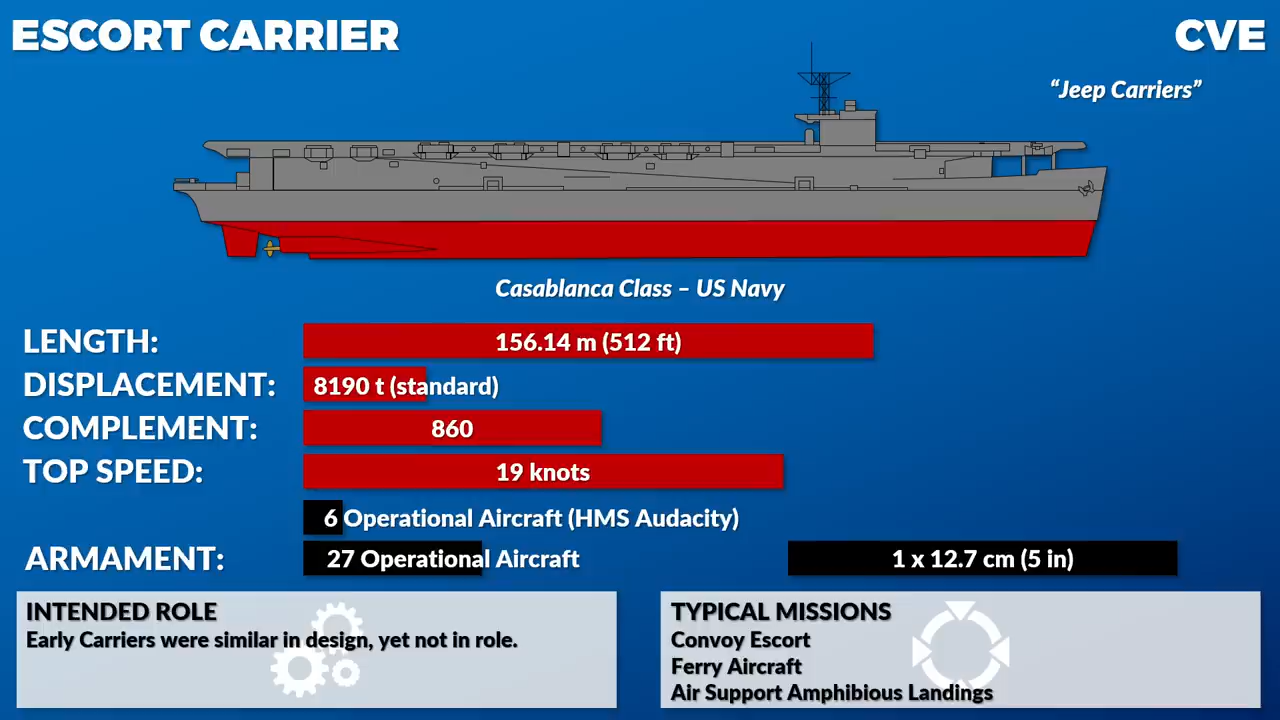 ESCORT CARRIER
CVE
“Jeep Carriers”
Casablanca Class – US Navy
LENGTH: 156.14 m (512 ft)
DISPLACEMENT: 8190 t (standard)
COMPLEMENT: 860
TOP SPEED: 19 knots
6 Operational Aircraft (HMS Audacity)
ARMAMENT: 27 Operational Aircraft 1 x 12.7 cm (5 in)
INTENDED ROLE
Early Carriers were similar in design, yet not in role.
TYPICAL MISSIONS
Convoy Escort
Ferry Aircraft
Air Support Amphibious Landings